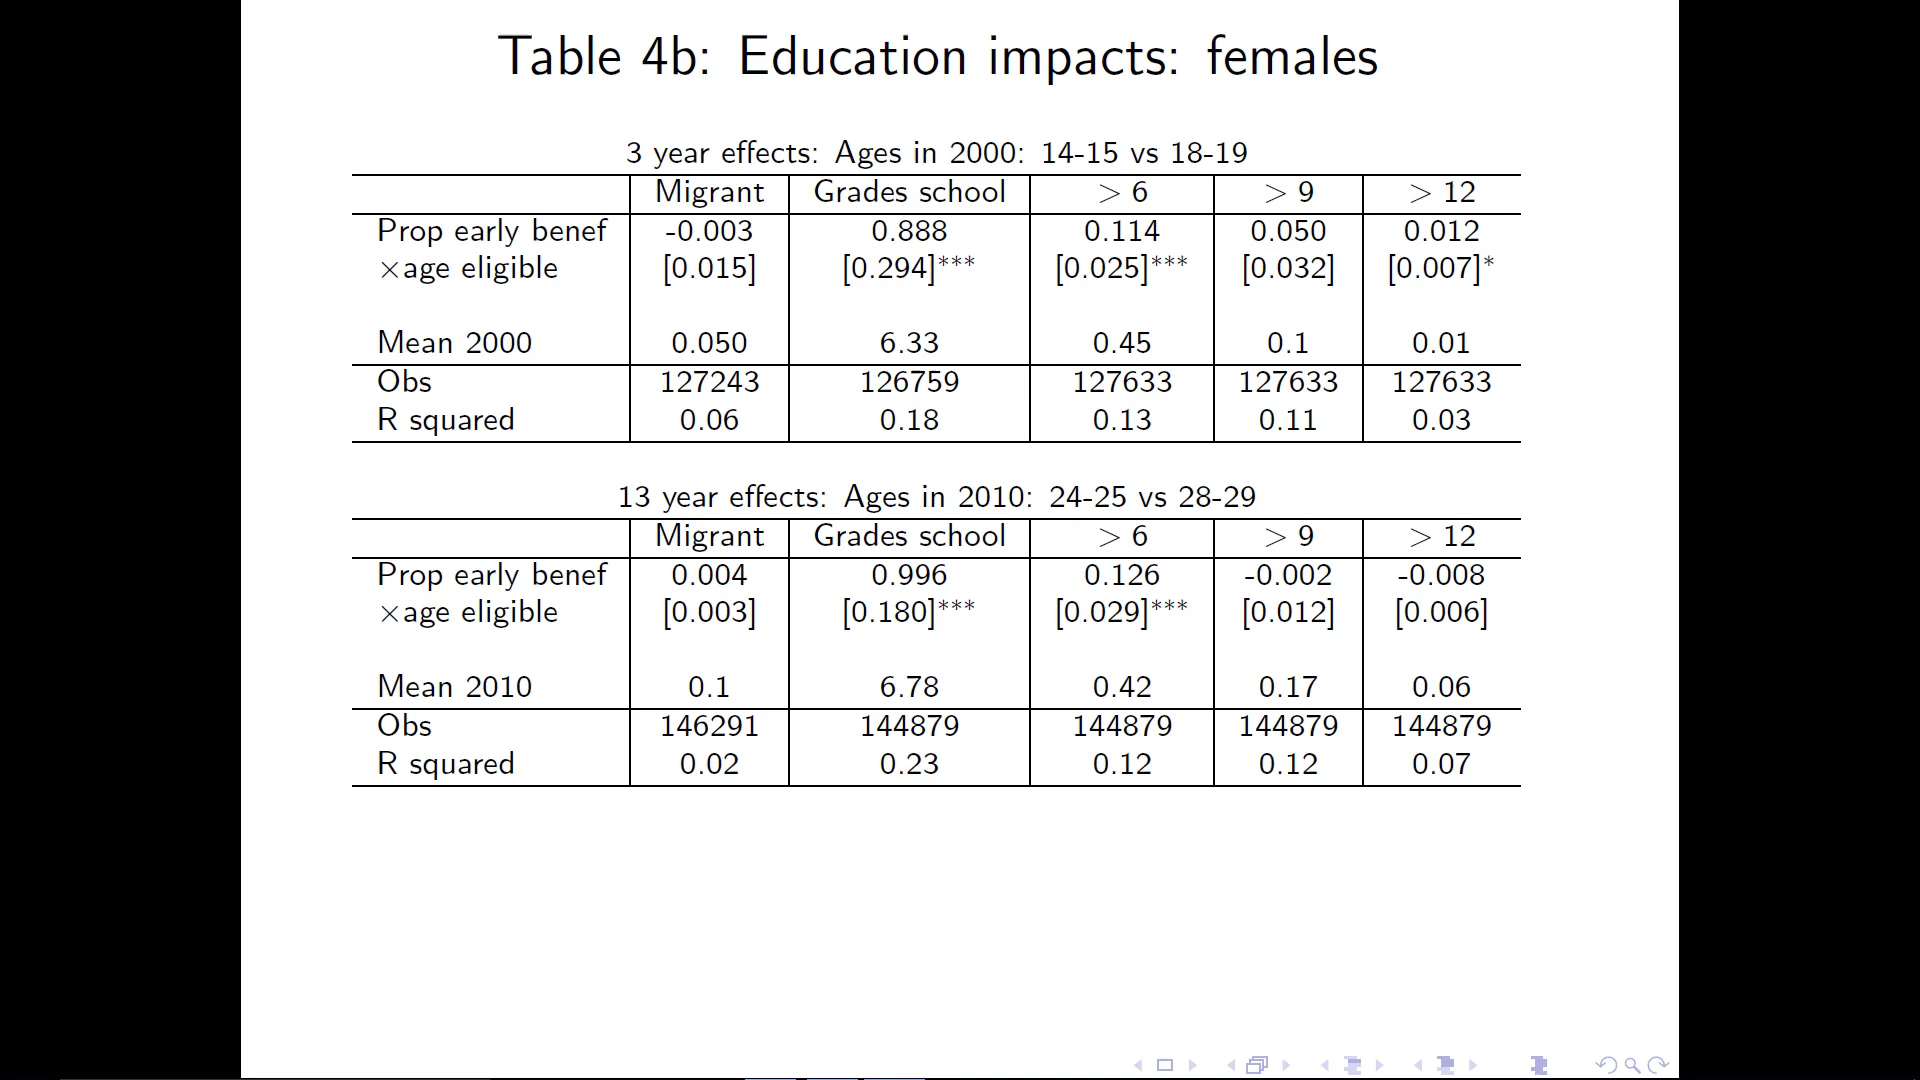 Table 4b: Education impacts: females
3 year effects: Ages in 2000: 14-15 vs 18-19
Migrant Grades school > 6 > 9 > 12
Prop early benef -0.003 0.888 0.114 0.050 0.012
×age eligible [0.015] [0.294]*** [0.025]*** [0.032] [0.007]*
Mean 2000 0.050 6.33 0.45 0.1 0.01
Obs 127243 126759 127633 127633 127633
R squared 0.06 0.18 0.13 0.11 0.03
13 year effects: Ages in 2010: 24-25 vs 28-29
Migrant Grades school > 6 > 9 > 12
Prop early benef 0.004 0.996 0.126 -0.002 -0.008
×age eligible [0.003] [0.180]*** [0.029]*** [0.012] [0.006]
Mean 2010 0.1 6.78 0.42 0.17 0.06
Obs 146291 144879 144879 144879 144879
R squared 0.02 0.23 0.12 0.12 0.07